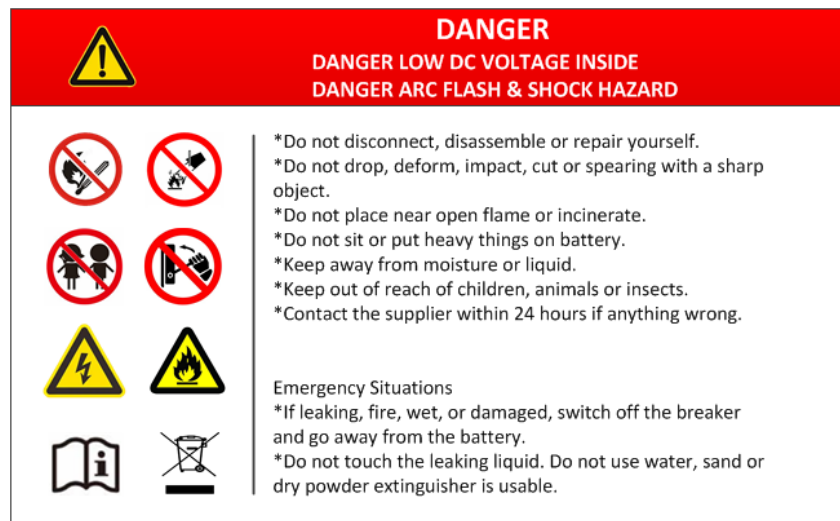 DANGER
DANGER LOW DC VOLTAGE INSIDE
DANGER ARC FLASH & SHOCK HAZARD
*Do not disconnect, disassemble or repair yourself.
*Do not drop, deform, impact, cut or spearing with a sharp
object.
*Do not place near open flame or incinerate.
*Do not sit or put heavy things on battery.
*Keep away from moisture or liquid.
*Keep out of reach of children, animals or insects.
*Contact the supplier within 24 hours if anything wrong.
Emergency Situations
*If leaking, fire, wet, or damaged, switch off the breaker
and go away from the battery.
*Do not touch the leaking liquid. Do not use water, sand or
dry powder extinguisher is usable.